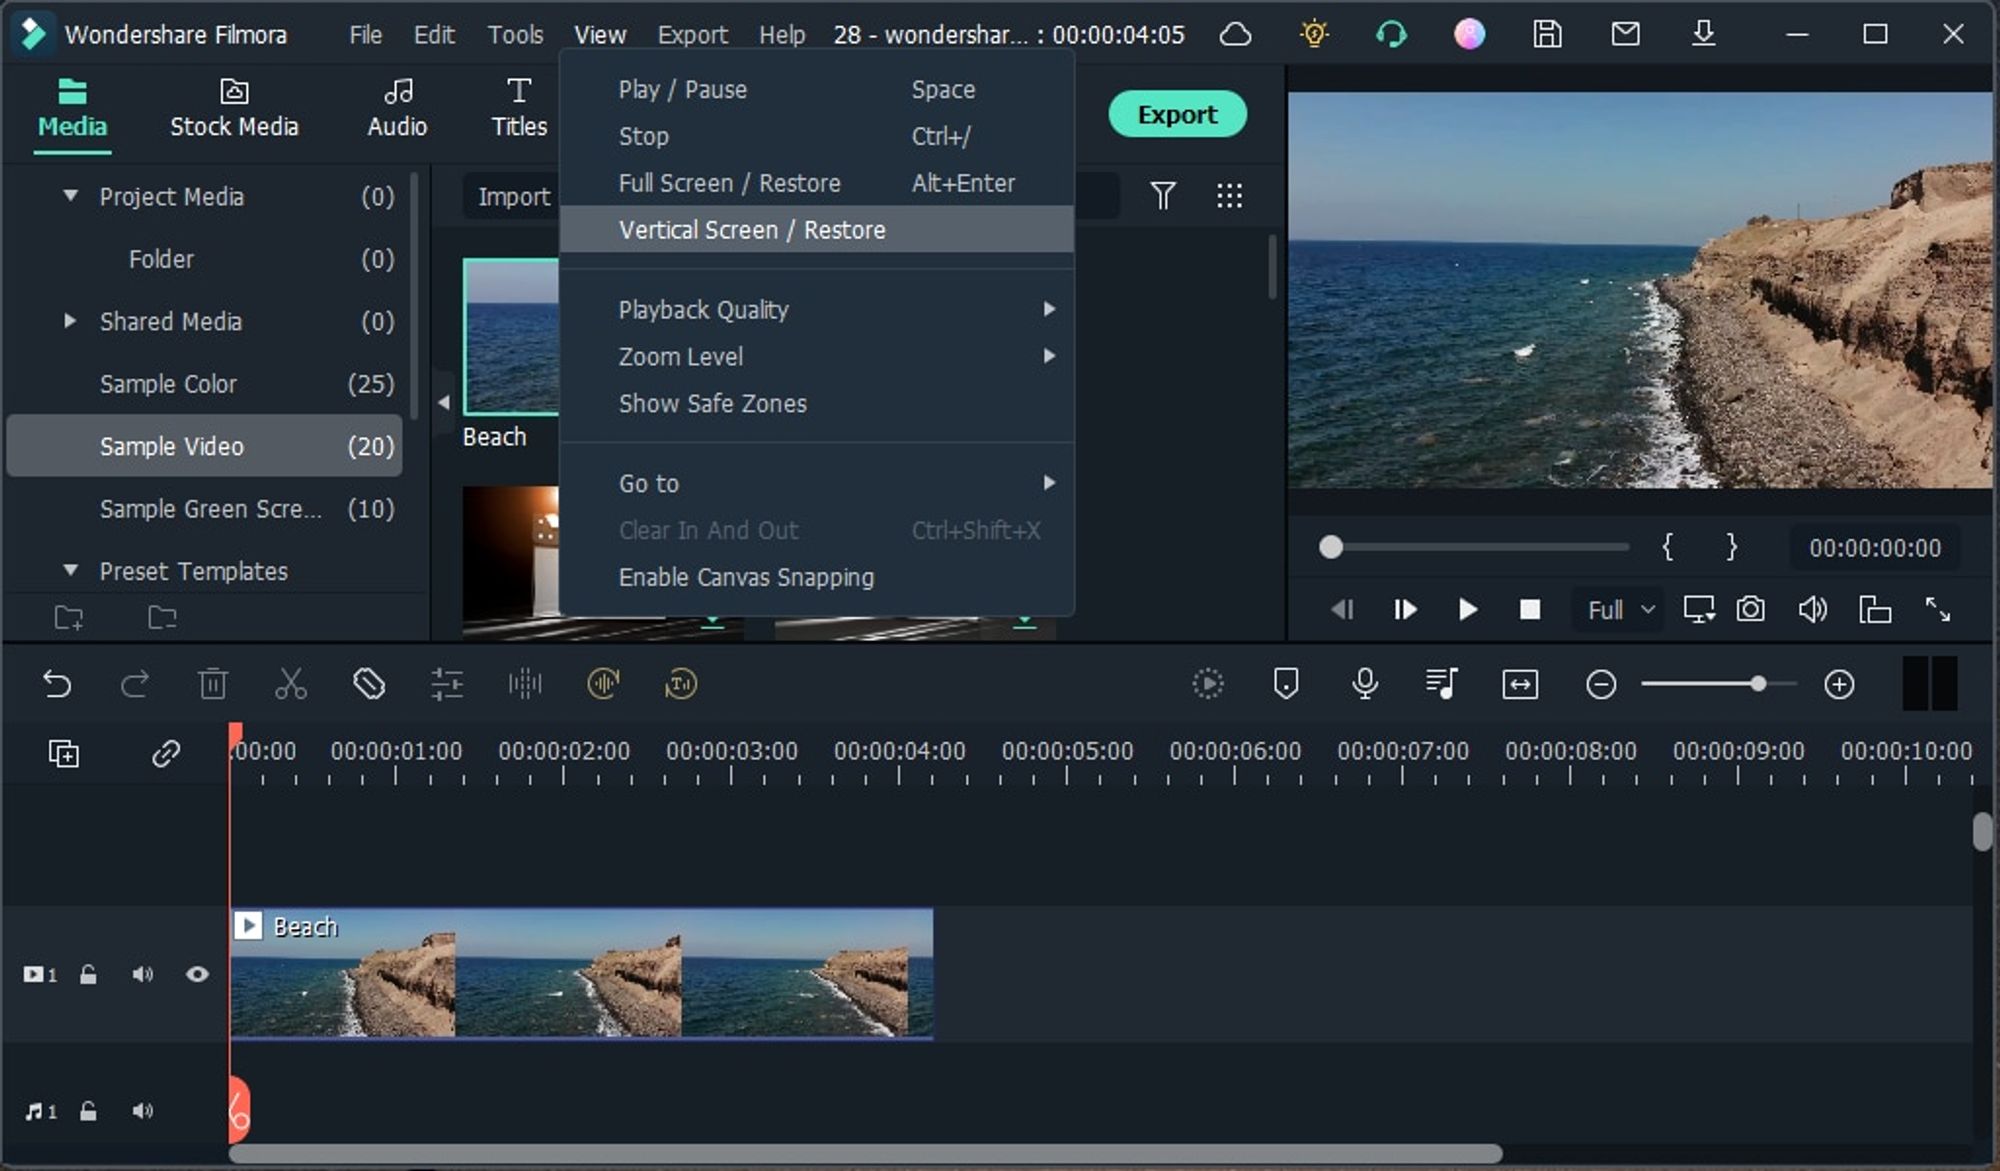 Wondershare Filmora
File Edit Tools View Export Help 28 - wondershar... : 00:00:04:05
Media
Stock Media
Audio
Titles
Export
Project Media (0)
Folder (0)
Shared Media (0)
Sample Color (25)
Sample Video (20)
Sample Green Scre... (10)
Preset Templates
Import
Beach
Play / Pause Space
Stop Ctrl+/
Full Screen / Restore Alt+Enter
Vertical Screen / Restore
Playback Quality
Zoom Level
Show Safe Zones
Go to
Clear In And Out Ctrl+Shift+X
Enable Canvas Snapping
{ } 00:00:00:00
Full
:00:00 00:00:01:00 00:00:02:00 00:00:03:00 00:00:04:00 00:00:05:00 00:00:06:00 00:00:07:00 00:00:08:00 00:00:09:00 00:00:10:00
Beach
1
1